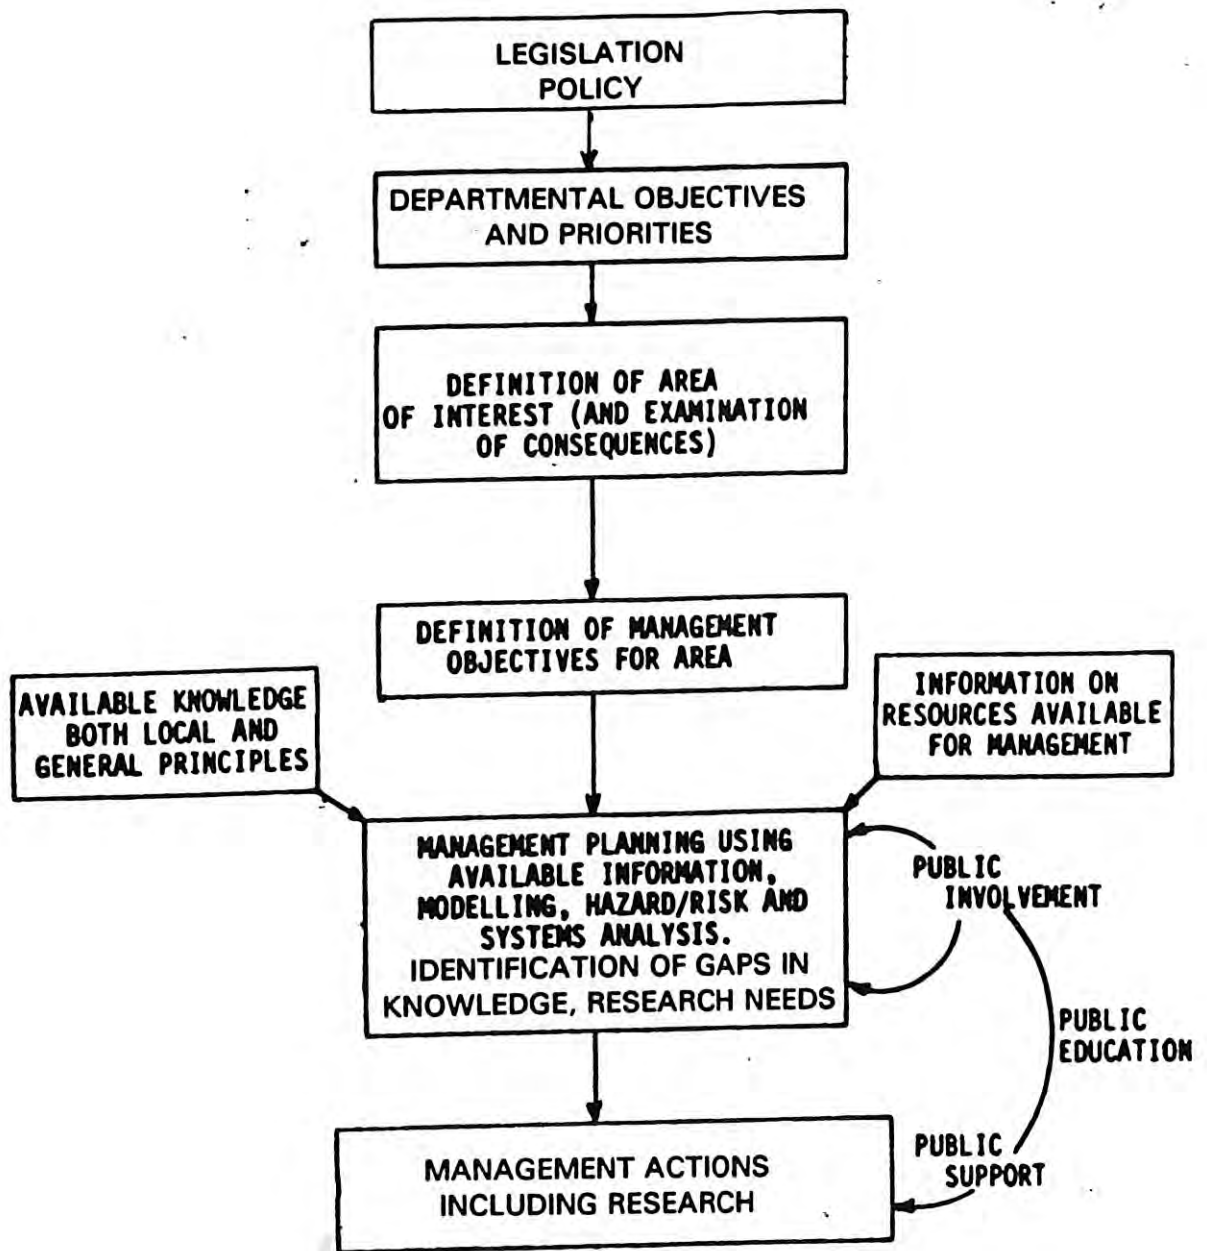 LEGISLATION
POLICY
DEPARTMENTAL OBJECTIVES
AND PRIORITIES
DEFINITION OF AREA
OF INTEREST (AND EXAMINATION
OF CONSEQUENCES)
DEFINITION OF MANAGEMENT
OBJECTIVES FOR AREA
AVAILABLE KNOWLEDGE
BOTH LOCAL AND
GENERAL PRINCIPLES
INFORMATION ON
RESOURCES AVAILABLE
FOR MANAGEMENT
MANAGEMENT PLANNING USING
AVAILABLE INFORMATION,
MODELLING, HAZARD/RISK AND
SYSTEMS ANALYSIS.
IDENTIFICATION OF GAPS IN
KNOWLEDGE, RESEARCH NEEDS
PUBLIC
INVOLVEMENT
PUBLIC
EDUCATION
PUBLIC
SUPPORT
MANAGEMENT ACTIONS
INCLUDING RESEARCH